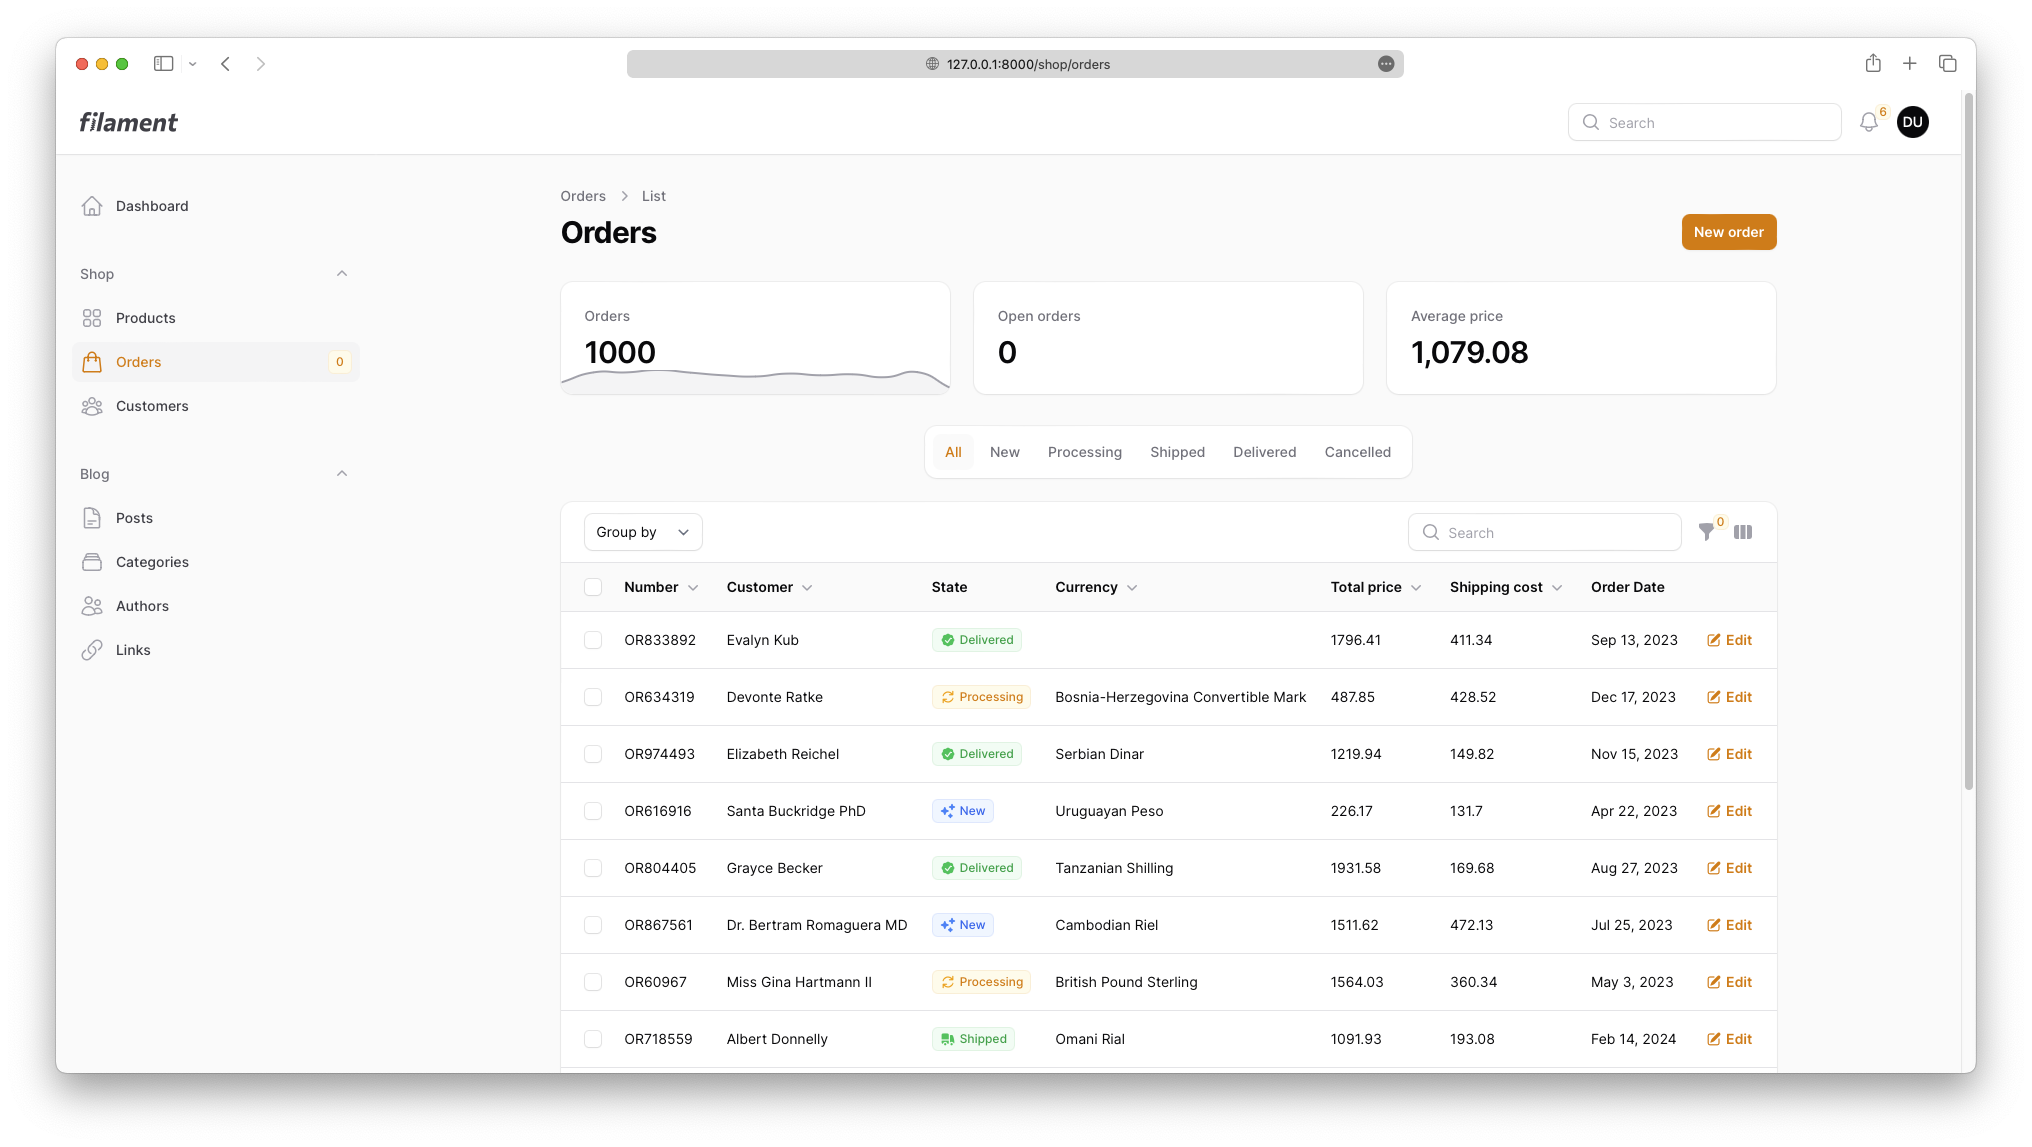 127.0.0.1:8000/shop/orders
filament
Search
6
DU
Dashboard
Shop
Products
Orders 0
Customers
Blog
Posts
Categories
Authors
Links
Orders > List
Orders
New order
Orders
1000
Open orders
0
Average price
1,079.08
All New Processing Shipped Delivered Cancelled
Group by Search 0
Number Customer State Currency Total price Shipping cost Order Date
OR833892 Evalyn Kub Delivered 1796.41 411.34 Sep 13, 2023 Edit
OR634319 Devonte Ratke Processing Bosnia-Herzegovina Convertible Mark 487.85 428.52 Dec 17, 2023 Edit
OR974493 Elizabeth Reichel Delivered Serbian Dinar 1219.94 149.82 Nov 15, 2023 Edit
OR616916 Santa Buckridge PhD New Uruguayan Peso 226.17 131.7 Apr 22, 2023 Edit
OR804405 Grayce Becker Delivered Tanzanian Shilling 1931.58 169.68 Aug 27, 2023 Edit
OR867561 Dr. Bertram Romaguera MD New Cambodian Riel 1511.62 472.13 Jul 25, 2023 Edit
OR60967 Miss Gina Hartmann II Processing British Pound Sterling 1564.03 360.34 May 3, 2023 Edit
OR718559 Albert Donnelly Shipped Omani Rial 1091.93 193.08 Feb 14, 2024 Edit